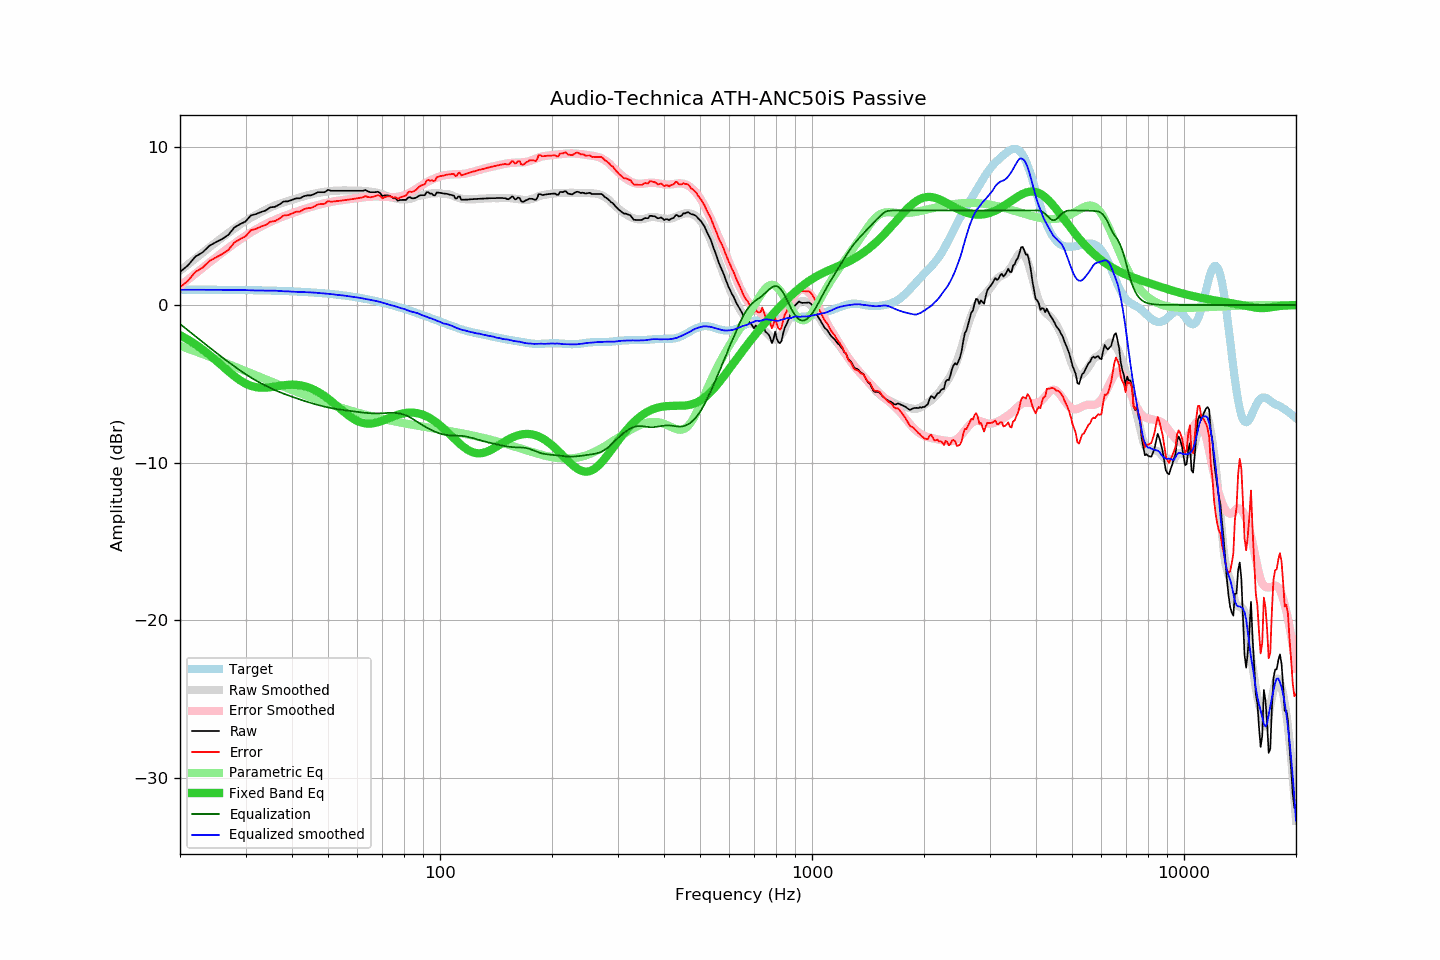 Audio-Technica ATH-ANC50iS Passive
10
0
−10
−20
−30
Amplitude (dBr)
Target
Raw Smoothed
Error Smoothed
Raw
Error
Parametric Eq
Fixed Band Eq
Equalization
Equalized smoothed
100
1000
10000
Frequency (Hz)